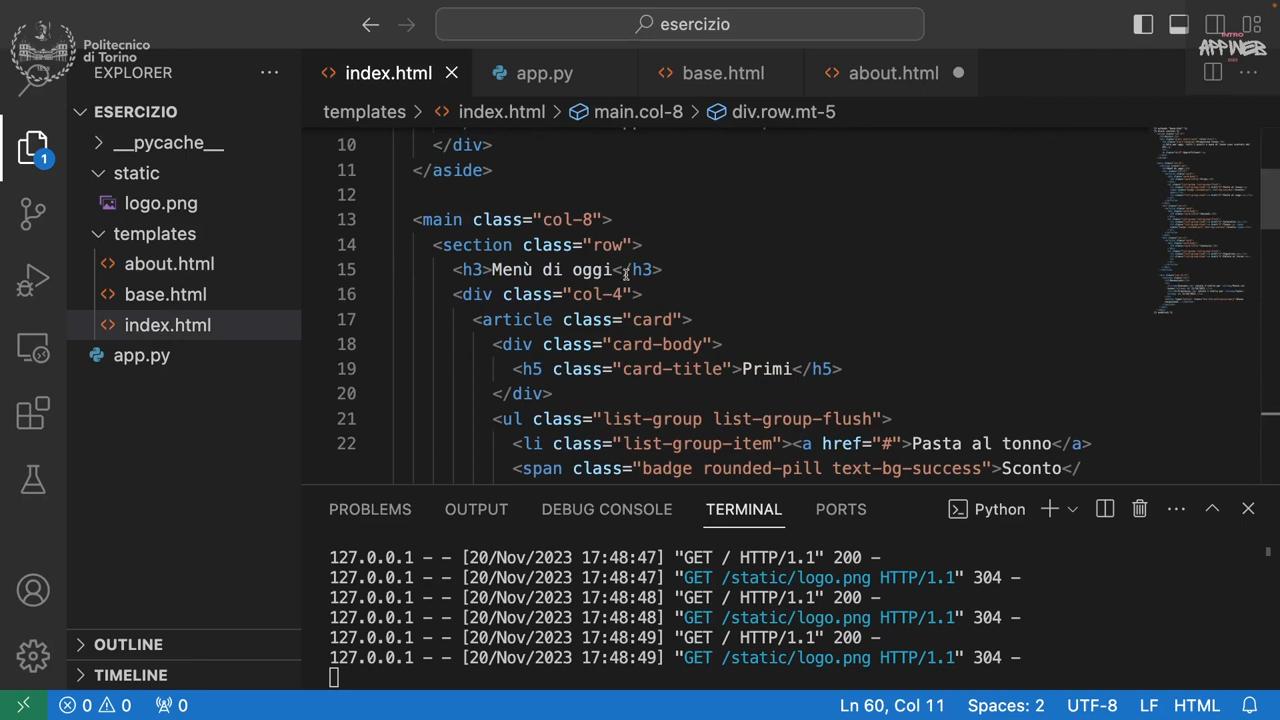 esercizio
Politecnico
di Torino
INTRO
APPIWEB
EXPLORER
index.html
app.py
base.html
about.html
templates > index.html > main.col-8 > div.row.mt-5
ESERCIZIO
__pycache__
static
logo.png
templates
about.html
base.html
index.html
app.py
OUTLINE
TIMELINE
1
10 </div>
11 </aside>
12
13 <main class="col-8">
14 <section class="row">
15 <h3>Menù di oggi</h3>
16 <div class="col-4">
17 <article class="card">
18 <div class="card-body">
19 <h5 class="card-title">Primi</h5>
20 </div>
21 <ul class="list-group list-group-flush">
22 <li class="list-group-item"><a href="#">Pasta al tonno</a>
<span class="badge rounded-pill text-bg-success">Sconto</
PROBLEMS OUTPUT DEBUG CONSOLE TERMINAL PORTS Python
127.0.0.1 - - [20/Nov/2023 17:48:47] "GET / HTTP/1.1" 200 -
127.0.0.1 - - [20/Nov/2023 17:48:47] "GET /static/logo.png HTTP/1.1" 304 -
127.0.0.1 - - [20/Nov/2023 17:48:48] "GET / HTTP/1.1" 200 -
127.0.0.1 - - [20/Nov/2023 17:48:48] "GET /static/logo.png HTTP/1.1" 304 -
127.0.0.1 - - [20/Nov/2023 17:48:49] "GET / HTTP/1.1" 200 -
127.0.0.1 - - [20/Nov/2023 17:48:49] "GET /static/logo.png HTTP/1.1" 304 -
0 0 0 Ln 60, Col 11 Spaces: 2 UTF-8 LF HTML